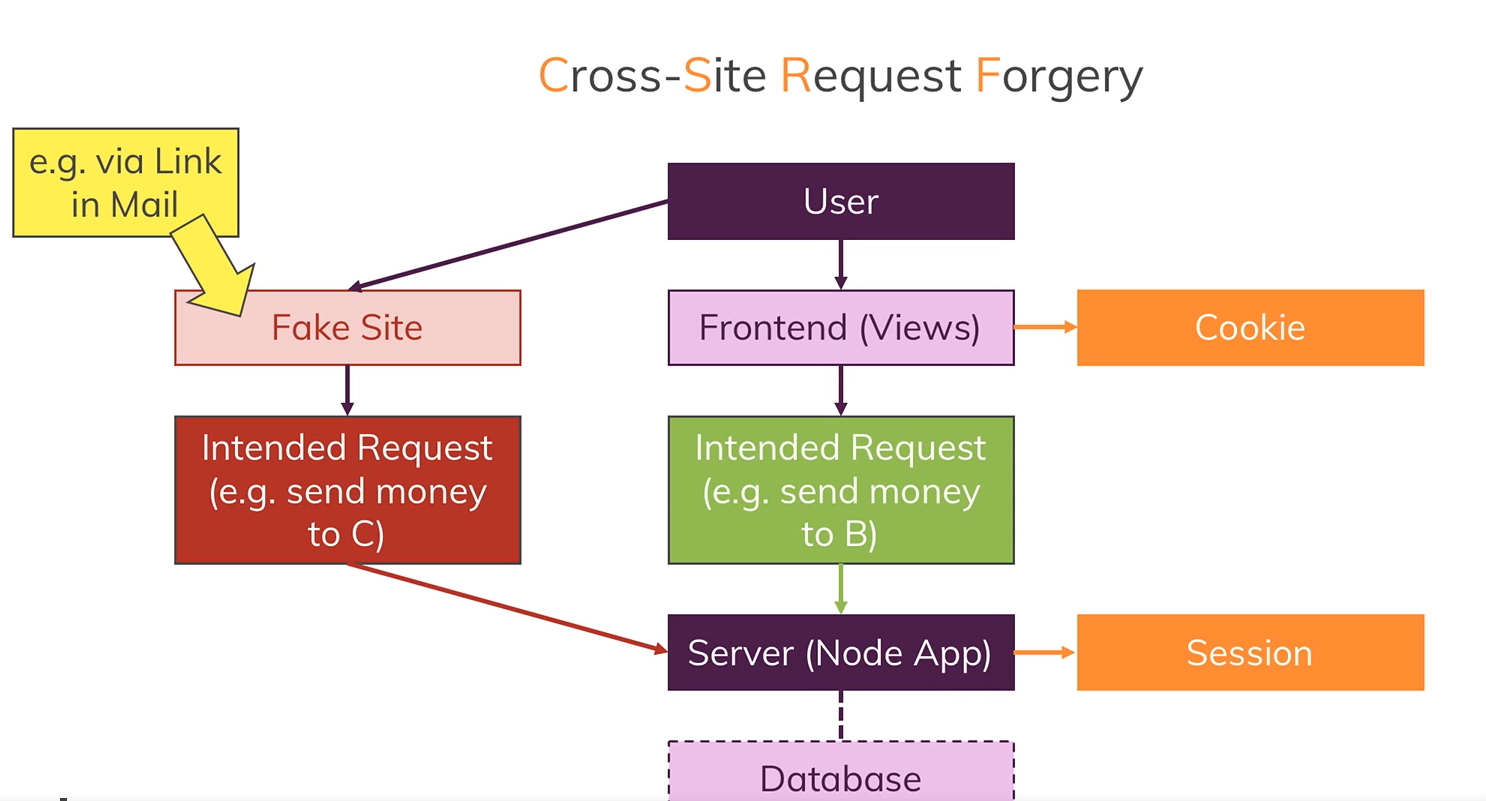 Cross-Site Request Forgery
e.g. via Link
in Mail
User
Fake Site
Frontend (Views)
Cookie
Intended Request
(e.g. send money
to C)
Intended Request
(e.g. send money
to B)
Server (Node App)
Session
Database